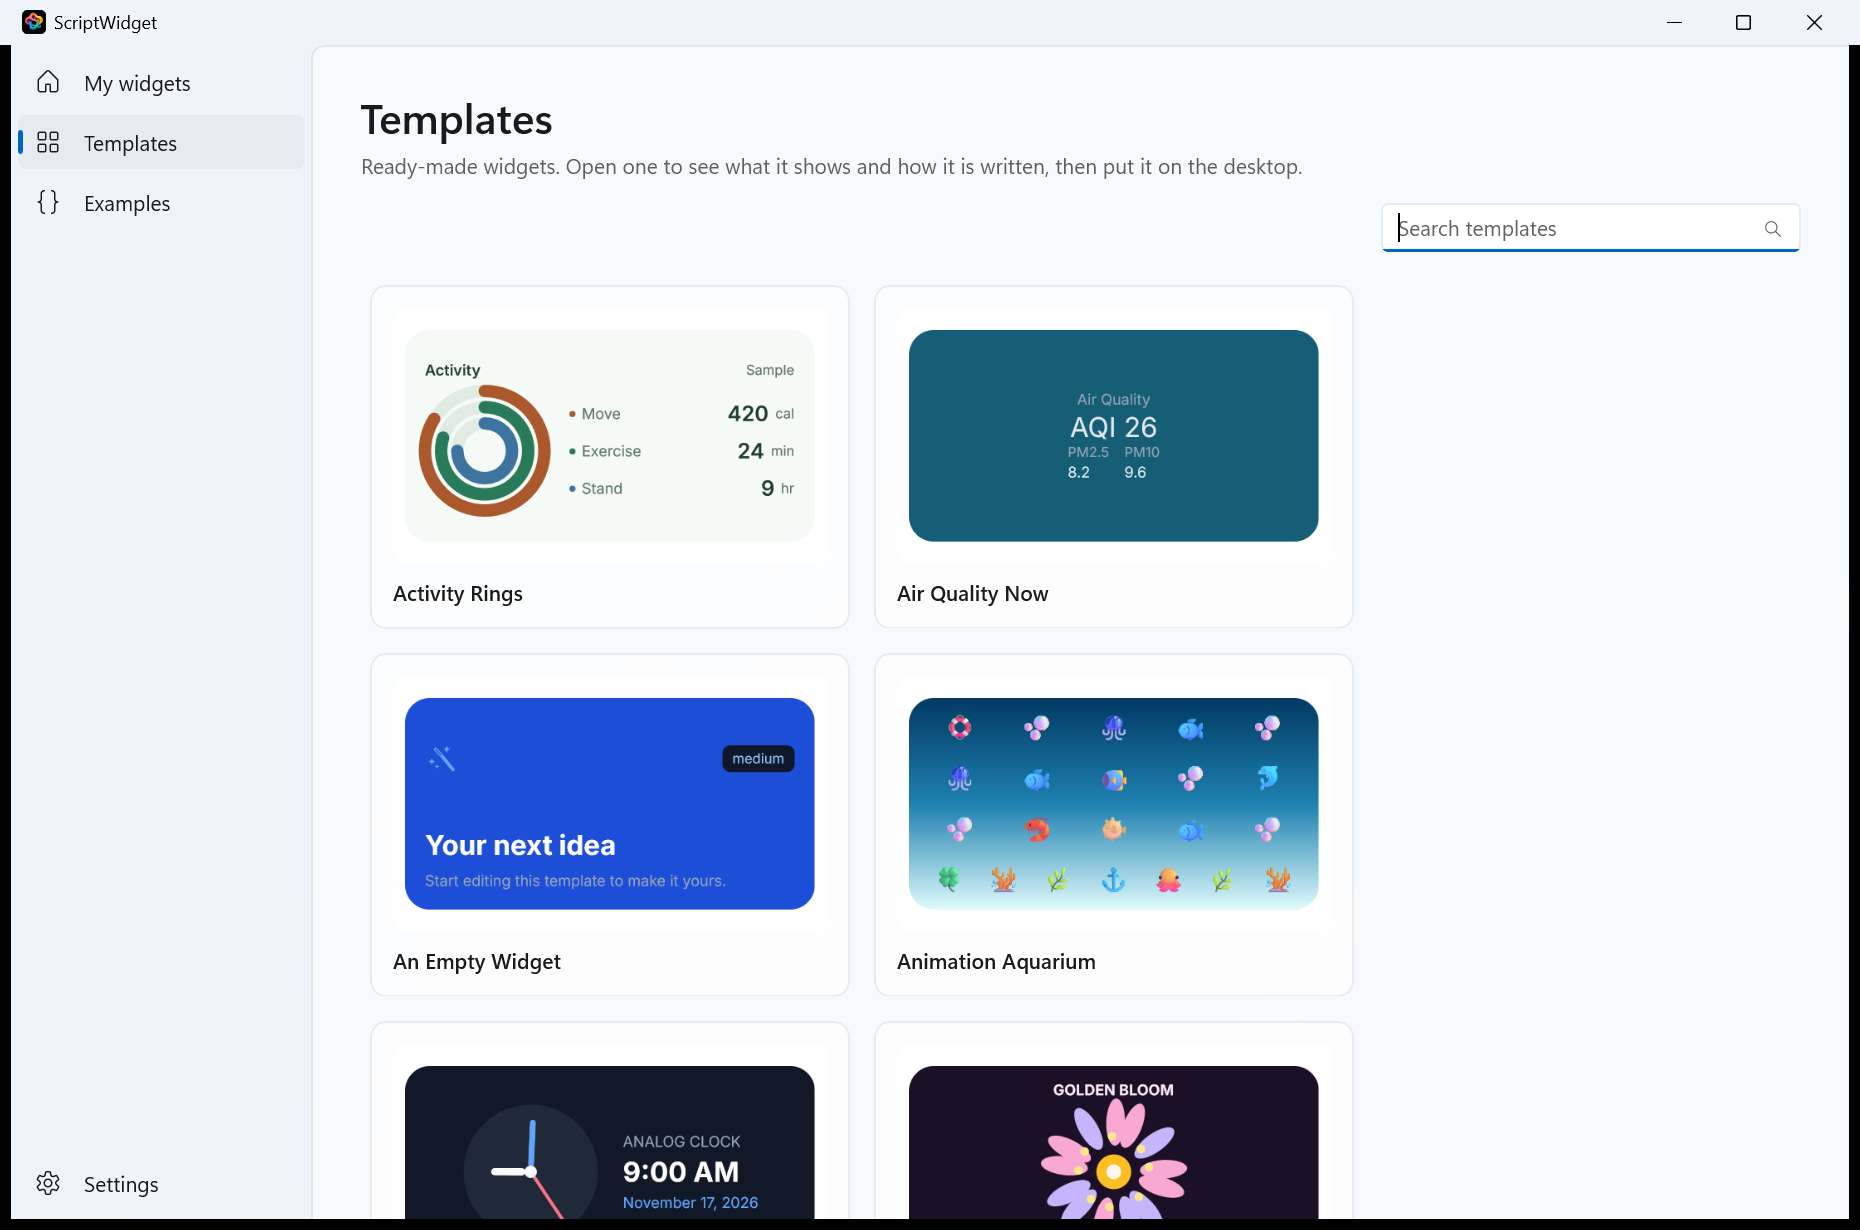 ScriptWidget
My widgets
Templates
Examples
Settings
Templates
Ready-made widgets. Open one to see what it shows and how it is written, then put it on the desktop.
Search templates
Activity
Sample
Move 420 cal
Exercise 24 min
Stand 9 hr
Activity Rings
Air Quality
AQI 26
PM2.5 PM10
8.2 9.6
Air Quality Now
medium
Your next idea
Start editing this template to make it yours.
An Empty Widget
Animation Aquarium
ANALOG CLOCK
9:00 AM
November 17, 2026
GOLDEN BLOOM